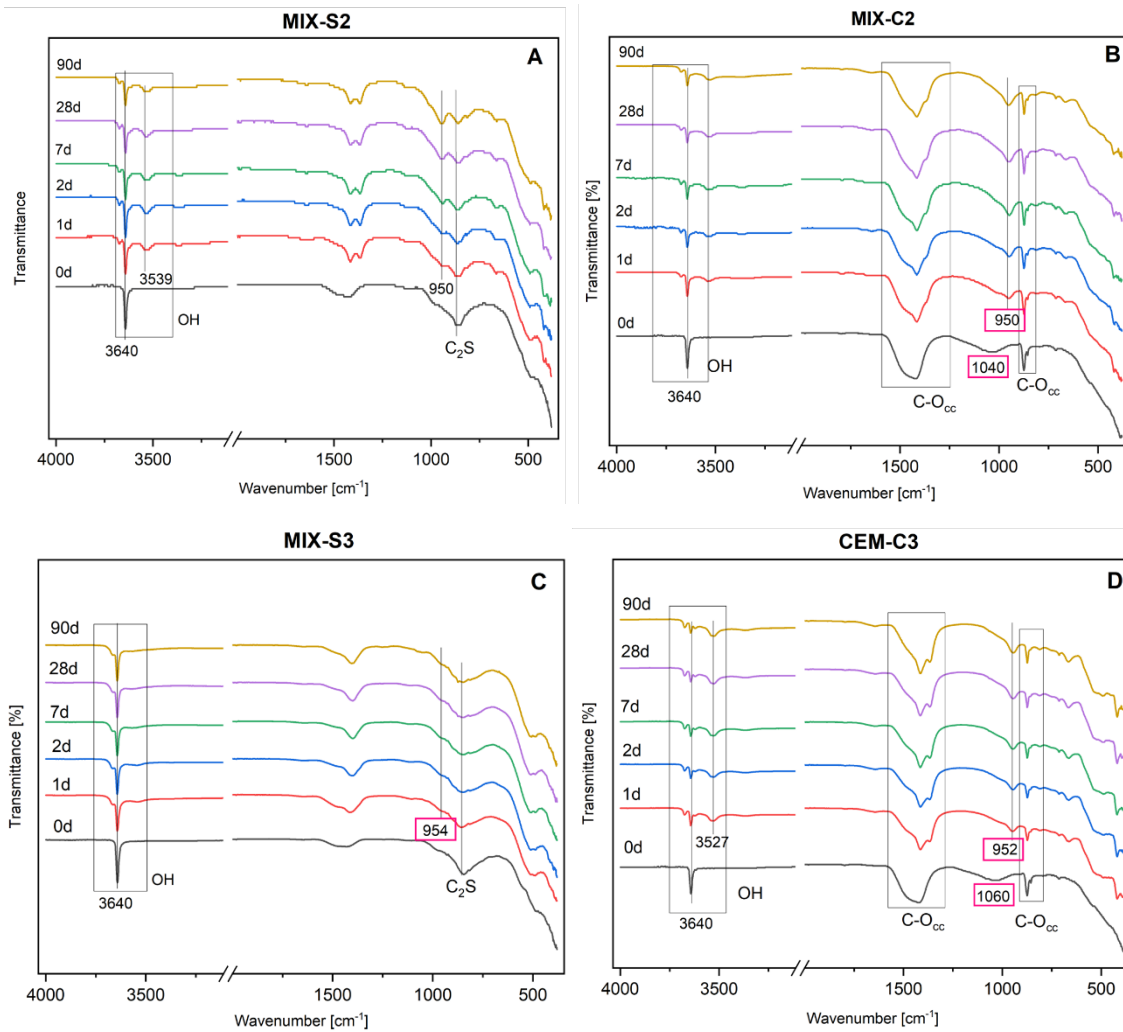 MIX-S2
A
Transmittance
90d
28d
7d
2d
1d
0d
3539
3640
OH
950
C₂S
4000
3500
1500
1000
500
Wavenumber [cm⁻¹]
MIX-C2
B
Transmittance [%]
90d
28d
7d
2d
1d
0d
3640
OH
950
1040
C-Occ
C-Occ
4000
3500
1500
1000
500
Wavenumber [cm⁻¹]
MIX-S3
C
Transmittance [%]
90d
28d
7d
2d
1d
0d
3640
OH
954
C₂S
4000
3500
1500
1000
500
Wavenumber [cm⁻¹]
CEM-C3
D
Transmittance [%]
90d
28d
7d
2d
1d
0d
3527
3640
OH
952
1060
C-Occ
C-Occ
4000
3500
1500
1000
500
Wavenumber [cm⁻¹]